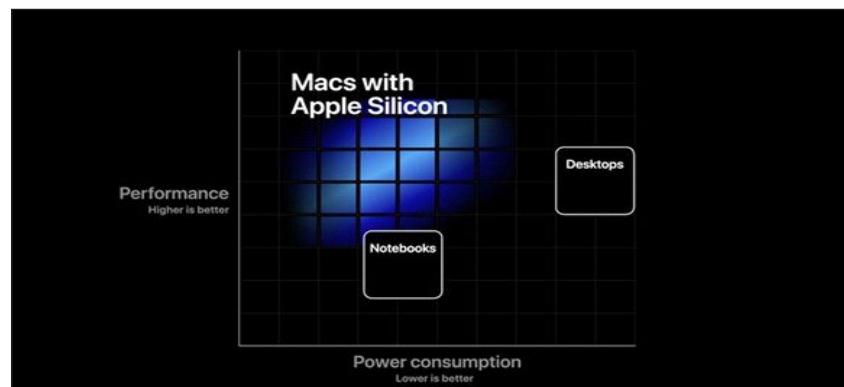 Macs with
Apple Silicon
Desktops
Performance
Higher is better
Notebooks
Power consumption
Lower is better